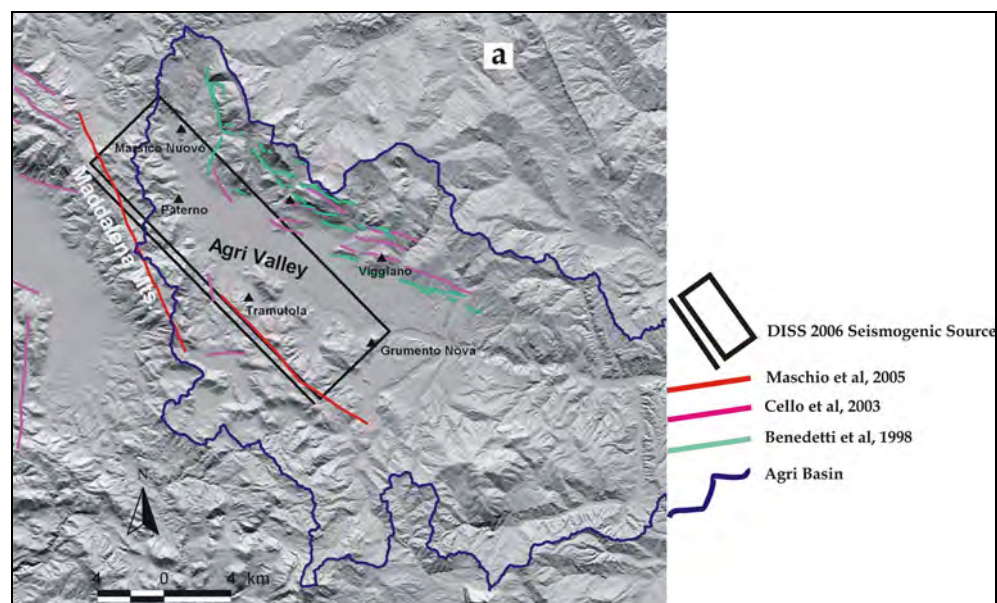 a
Marsico Nuovo
Maddalena Mts.
Paterno
Agri Valley
Viggiano
Tramutola
Grumento Nova
N
4 0 4 km
DISS 2006 Seismogenic Source
Maschio et al, 2005
Cello et al, 2003
Benedetti et al, 1998
Agri Basin